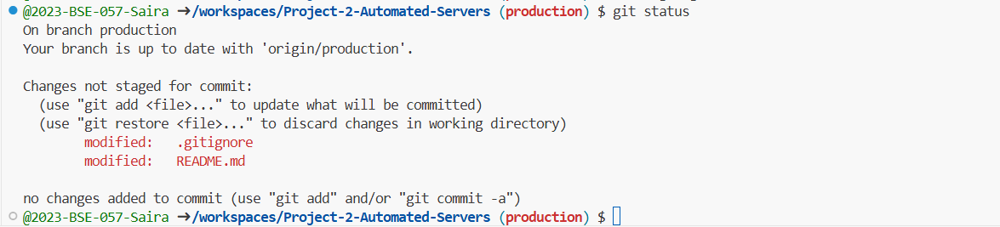 @2023-BSE-057-Saira ➜/workspaces/Project-2-Automated-Servers (production) $ git status
On branch production
Your branch is up to date with 'origin/production'.
Changes not staged for commit:
  (use "git add <file>..." to update what will be committed)
  (use "git restore <file>..." to discard changes in working directory)
        modified:   .gitignore
        modified:   README.md
no changes added to commit (use "git add" and/or "git commit -a")
@2023-BSE-057-Saira ➜/workspaces/Project-2-Automated-Servers (production) $